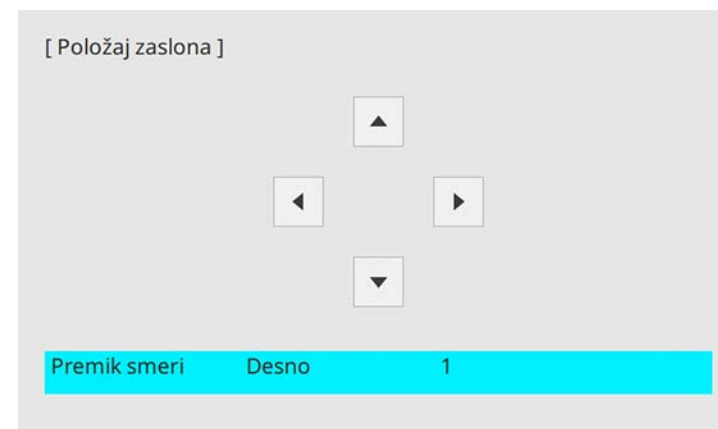 [ Položaj zaslona ]
Premik smeri Desno 1